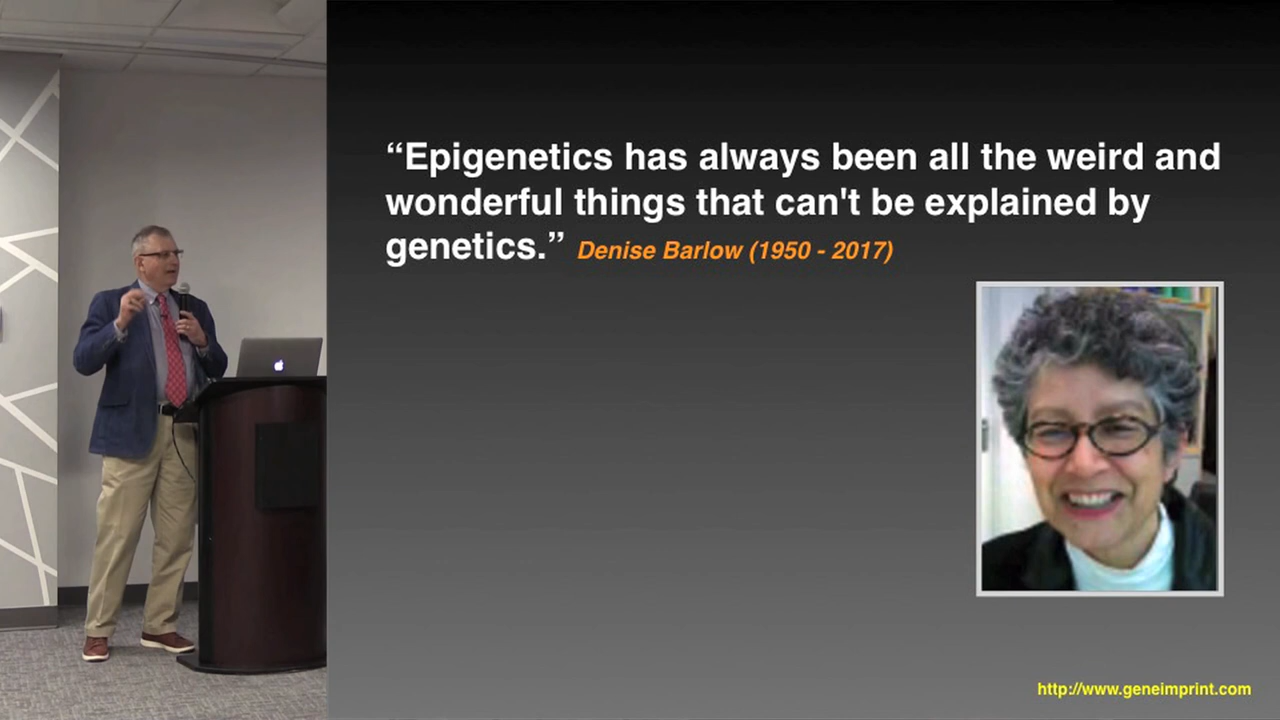 “Epigenetics has always been all the weird and
wonderful things that can't be explained by
genetics.” Denise Barlow (1950 - 2017)
http://www.geneimprint.com